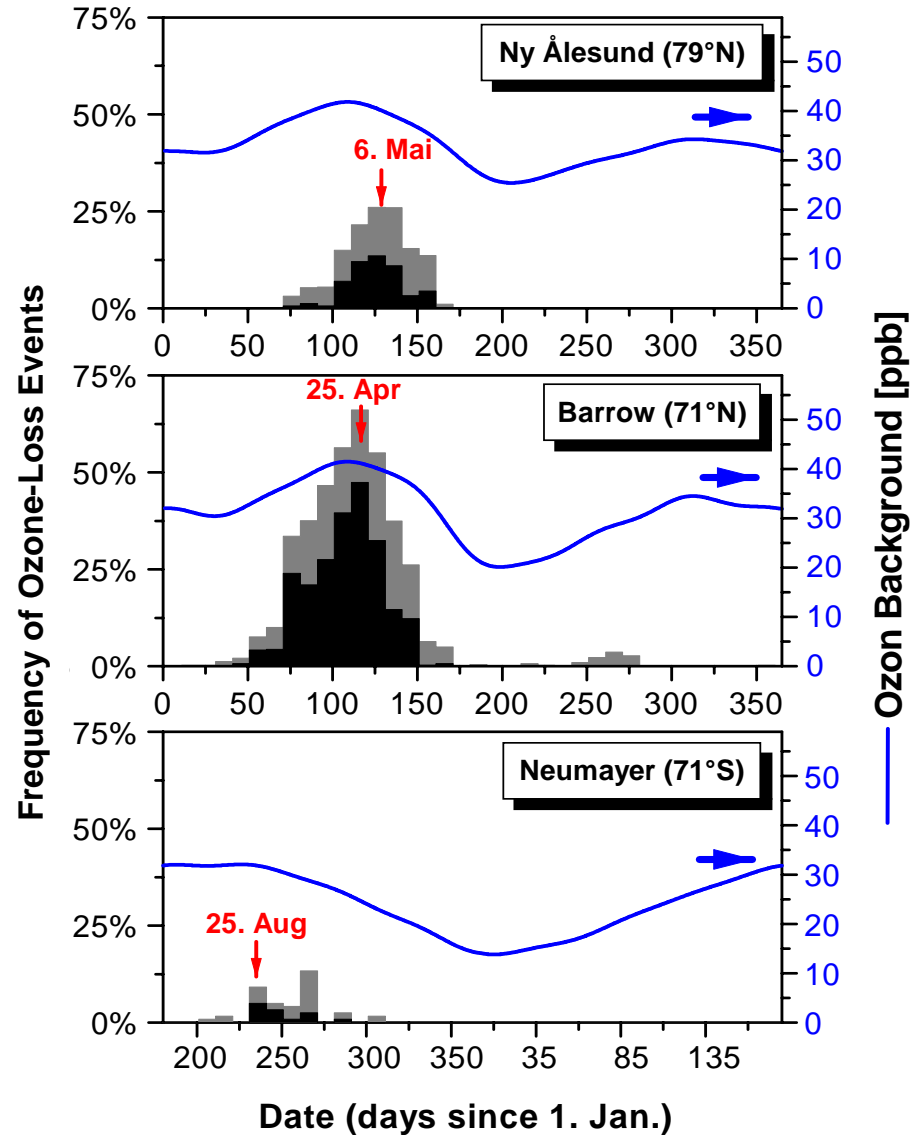 Frequency of Ozone-Loss Events
75%
50%
25%
0%
Ny Ålesund (79°N)
6. Mai
50
40
30
20
10
0
0 50 100 150 200 250 300 350
75%
50%
25%
0%
Barrow (71°N)
25. Apr
50
40
30
20
10
0
0 50 100 150 200 250 300 350
75%
50%
25%
0%
Neumayer (71°S)
25. Aug
50
40
30
20
10
0
200 250 300 350 35 85 135
Date (days since 1. Jan.)
Ozon Background [ppb]